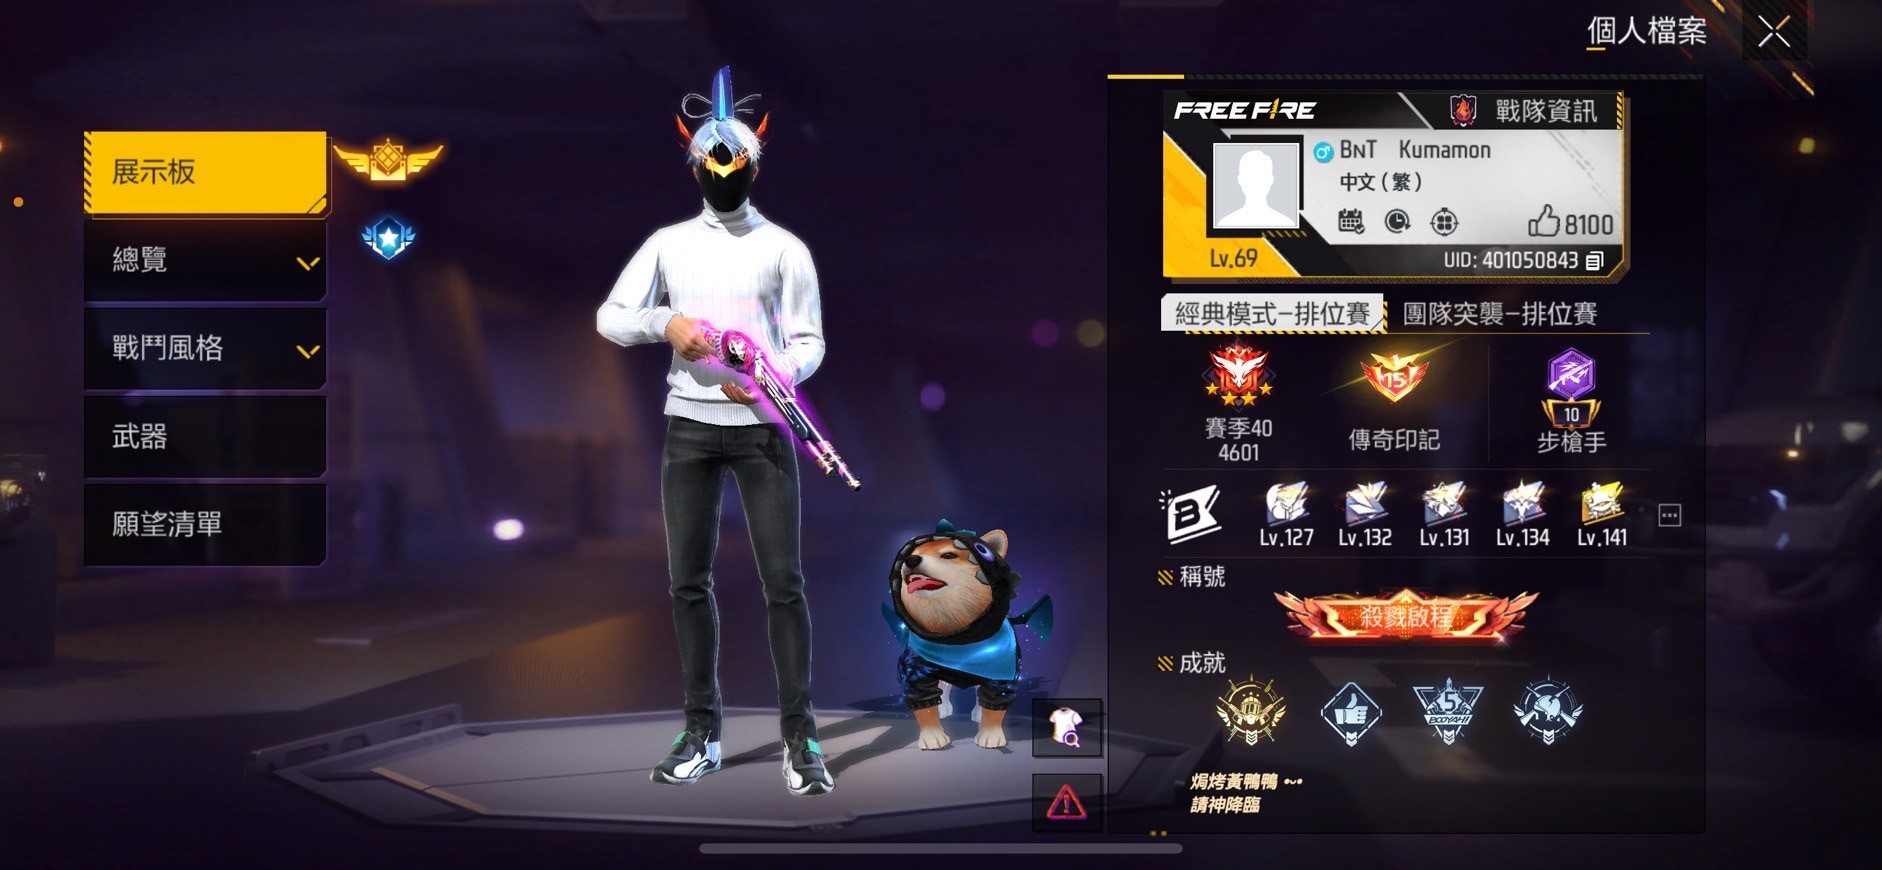 個人檔案
展示板
總覽
戰鬥風格
武器
願望清單
FREE FIRE
戰隊資訊
BNT Kumamon
中文(繁)
8100
Lv.69
UID: 401050843
經典模式-排位賽
團隊突襲-排位賽
15
10
賽季40
4601
傳奇印記
步槍手
B
Lv.127 Lv.132 Lv.131 Lv.134 Lv.141
稱號
殺戮啟程
成就
5
BOOYAH!
焗烤黃鴨鴨
請神降臨